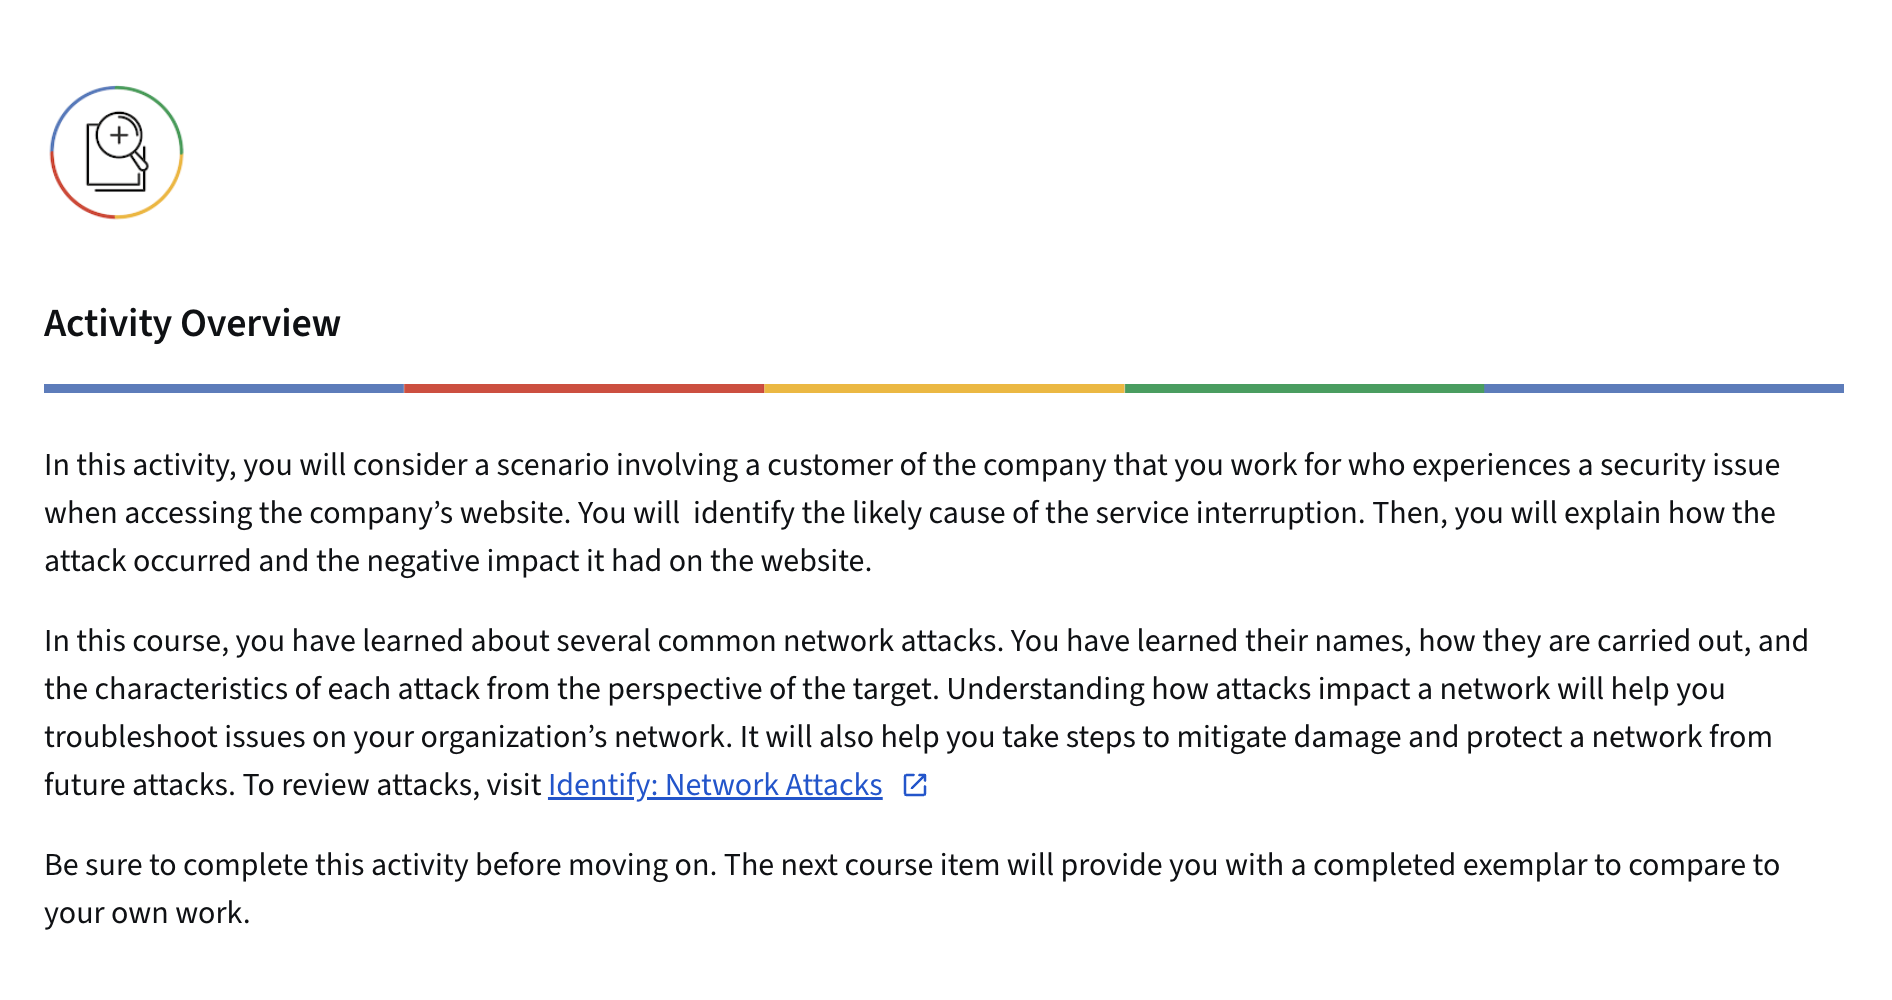 Activity Overview
In this activity, you will consider a scenario involving a customer of the company that you work for who experiences a security issue
when accessing the company’s website. You will  identify the likely cause of the service interruption. Then, you will explain how the
attack occurred and the negative impact it had on the website.
In this course, you have learned about several common network attacks. You have learned their names, how they are carried out, and
the characteristics of each attack from the perspective of the target. Understanding how attacks impact a network will help you
troubleshoot issues on your organization’s network. It will also help you take steps to mitigate damage and protect a network from
future attacks. To review attacks, visit Identify: Network Attacks
Be sure to complete this activity before moving on. The next course item will provide you with a completed exemplar to compare to
your own work.